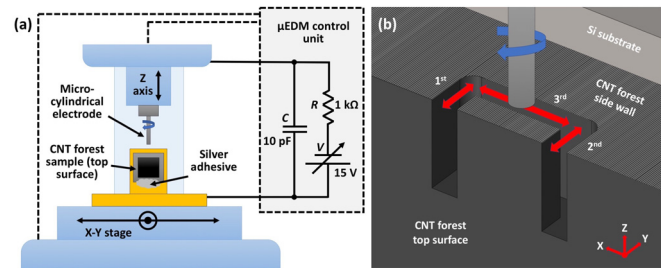 (a)
µEDM control
unit
Z
axis
Micro-
cylindrical
electrode
R
1 kΩ
C
10 pF
CNT forest
sample (top
surface)
Silver
adhesive
V
15 V
X-Y stage
(b)
Si substrate
CNT forest
side wall
1st
3rd
2nd
CNT forest
top surface
Z
X
Y